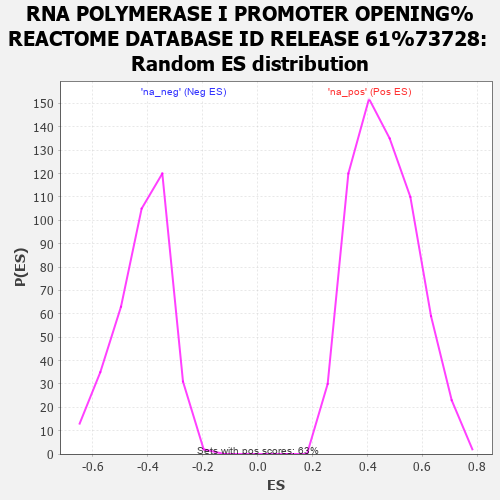 RNA POLYMERASE I PROMOTER OPENING%
REACTOME DATABASE ID RELEASE 61%73728:
Random ES distribution
'na_neg' (Neg ES) 'na_pos' (Pos ES)
150
140
130
120
110
100
90
80
70
60
50
40
30
20
10
0
P(ES)
Sets with pos scores: 63%
-0.6 -0.4 -0.2 0.0 0.2 0.4 0.6 0.8
ES